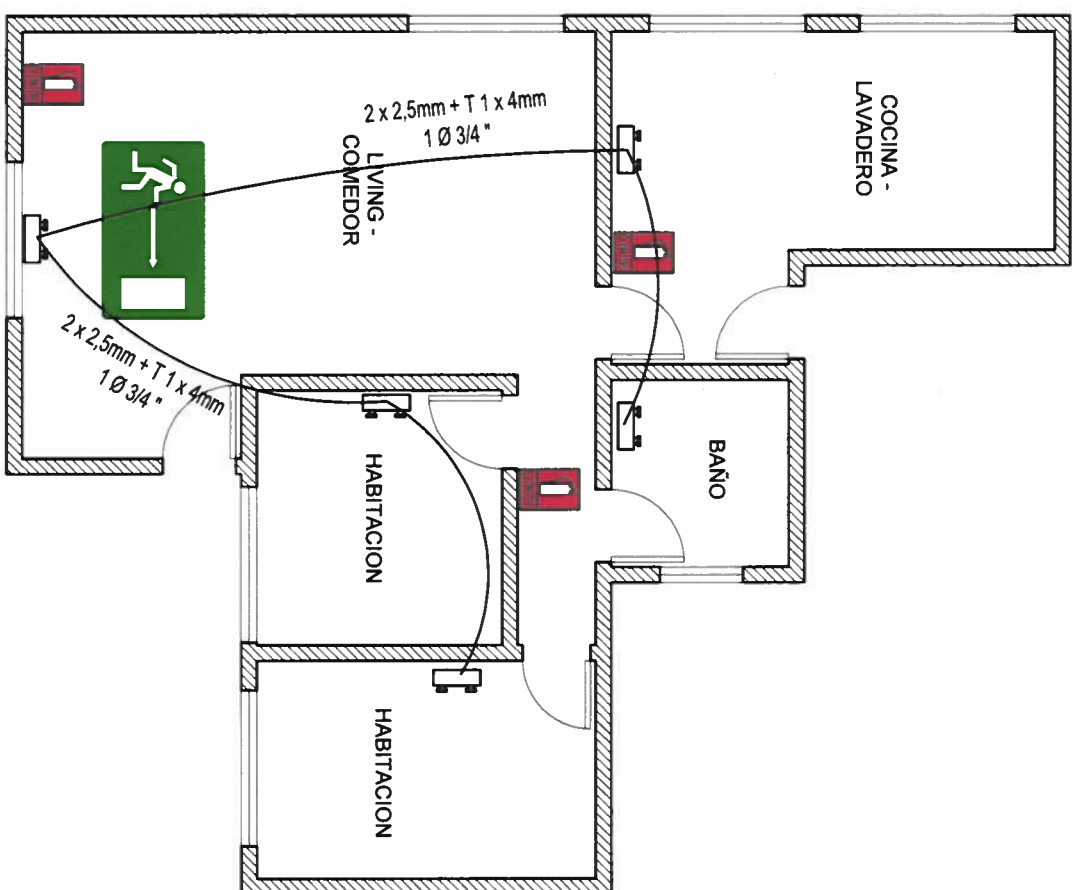 2 x 2,5mm + T 1 x 4mm
1 Ø 3/4 "
LIVING -
COMEDOR
COCINA -
LAVADERO
2 x 2,5mm + T 1 x 4mm
1 Ø 3/4 "
HABITACION
BAÑO
HABITACION